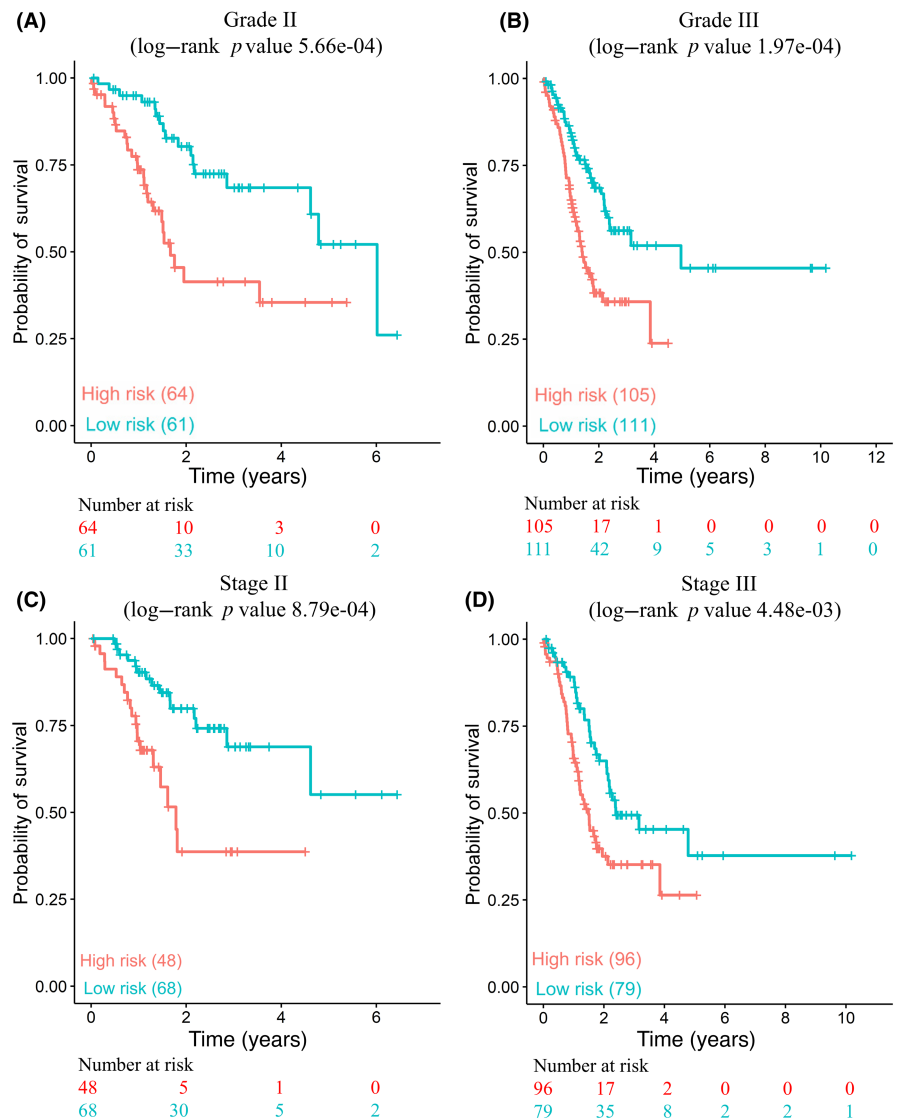 (A)
Grade II
(log–rank p value 5.66e-04)
Probability of survival
1.00
0.75
0.50
0.25
0.00
High risk (64)
Low risk (61)
0 2 4 6
Time (years)
Number at risk
64 10 3 0
61 33 10 2
(B)
Grade III
(log–rank p value 1.97e-04)
Probability of survival
1.00
0.75
0.50
0.25
0.00
High risk (105)
Low risk (111)
0 2 4 6 8 10 12
Time (years)
Number at risk
105 17 1 0 0 0 0
111 42 9 5 3 1 0
(C)
Stage II
(log–rank p value 8.79e-04)
Probability of survival
1.00
0.75
0.50
0.25
0.00
High risk (48)
Low risk (68)
0 2 4 6
Time (years)
Number at risk
48 5 1 0
68 30 5 2
(D)
Stage III
(log–rank p value 4.48e-03)
Probability of survival
1.00
0.75
0.50
0.25
0.00
High risk (96)
Low risk (79)
0 2 4 6 8 10
Time (years)
Number at risk
96 17 2 0 0 0
79 35 8 2 2 1